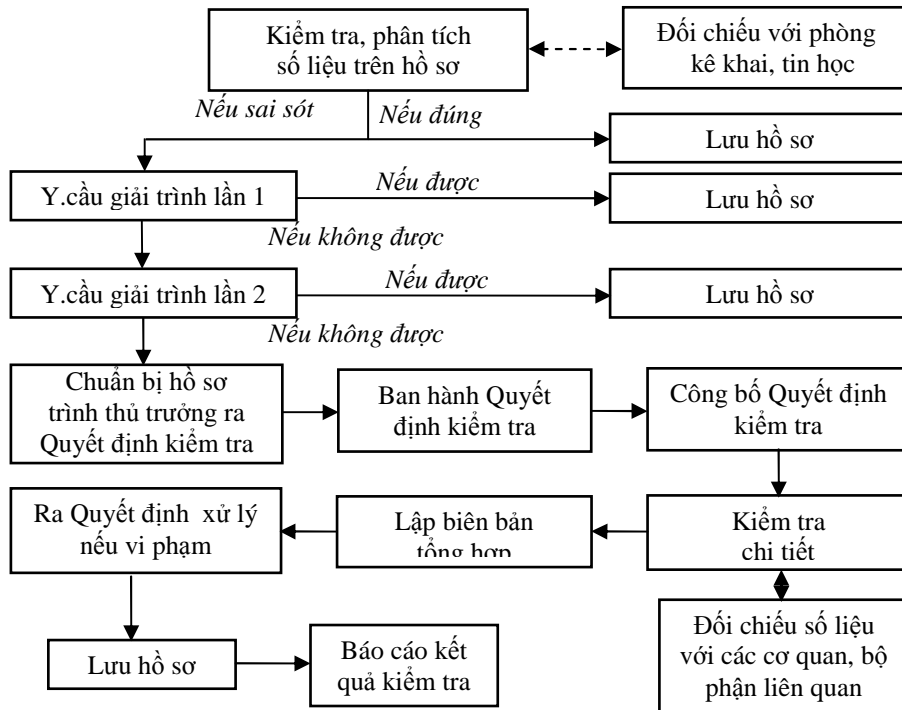 Kiểm tra, phân tích
số liệu trên hồ sơ
Đối chiếu với phòng
kê khai, tin học
Nếu sai sót
Nếu đúng
Lưu hồ sơ
Y.cầu giải trình lần 1
Nếu được
Lưu hồ sơ
Nếu không được
Y.cầu giải trình lần 2
Nếu được
Lưu hồ sơ
Nếu không được
Chuẩn bị hồ sơ
trình thủ trưởng ra
Quyết định kiểm tra
Ban hành Quyết
định kiểm tra
Công bố Quyết định
kiểm tra
Ra Quyết định xử lý
nếu vi phạm
Lập biên bản
tổng hợp
Kiểm tra
chi tiết
Lưu hồ sơ
Báo cáo kết
quả kiểm tra
Đối chiếu số liệu
với các cơ quan, bộ
phận liên quan